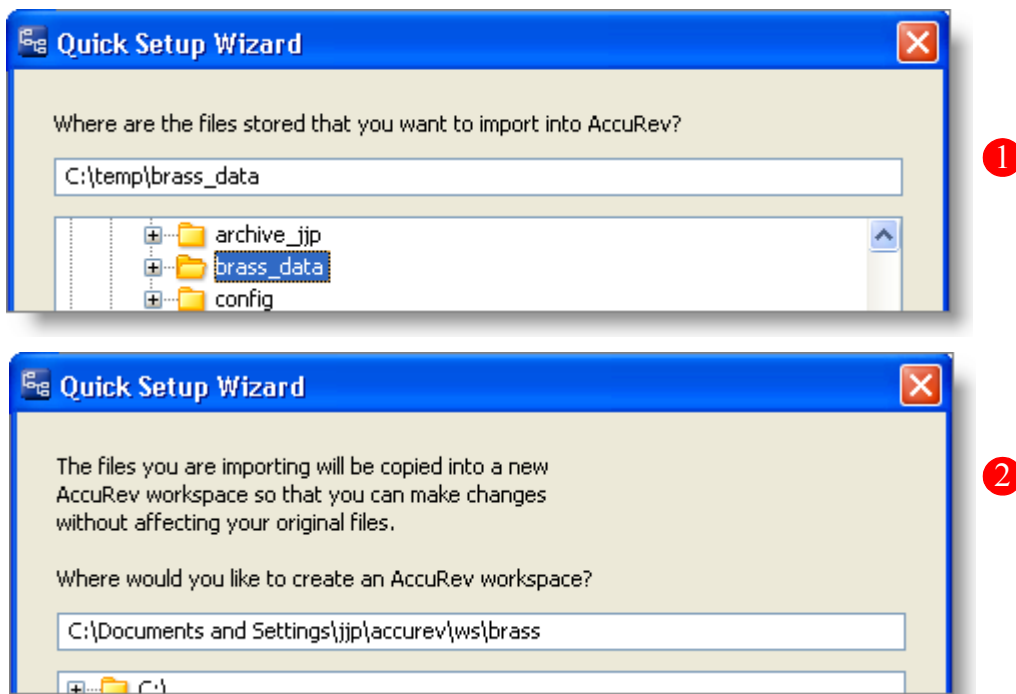 Quick Setup Wizard
Where are the files stored that you want to import into AccuRev?
1
C:\temp\brass_data
archive_jjp
brass_data
config
Quick Setup Wizard
The files you are importing will be copied into a new
2
AccuRev workspace so that you can make changes
without affecting your original files.
Where would you like to create an AccuRev workspace?
C:\Documents and Settings\jjp\accurev\ws\brass
C:\